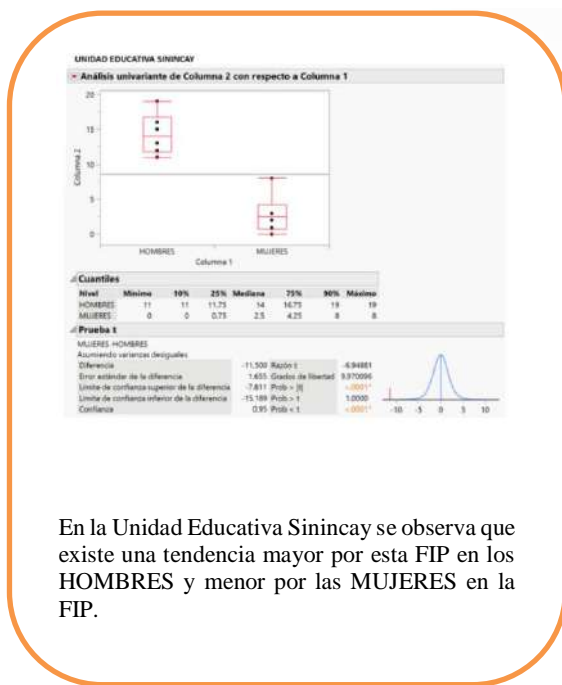 UNIDAD EDUCATIVA SININCAY
Análisis univariante de Columna 2 con respecto a Columna 1
20
15
10
5
0
Columna 2
HOMBRES MUJERES
Columna 1
Cuantiles
Nivel Mínimo 10% 25% Mediana 75% 90% Máximo
HOMBRES 11 11 11.75 14 16.75 19 19
MUJERES 0 0 0.75 2.5 4.25 8 8
Prueba t
MUJERES-HOMBRES
Asumiendo varianzas desiguales
Diferencia -11,500 Razón t -6.94881
Error estándar de la diferencia 1.655 Grados de libertad 9.970096
Límite de confianza superior de la diferencia -7.811 Prob > |t| <.0001*
Límite de confianza inferior de la diferencia -15.189 Prob > t 1.0000
Confianza 0.95 Prob < t <.0001*
-10 -5 0 5 10
En la Unidad Educativa Sinincay se observa que
existe una tendencia mayor por esta FIP en los
HOMBRES y menor por las MUJERES en la
FIP.